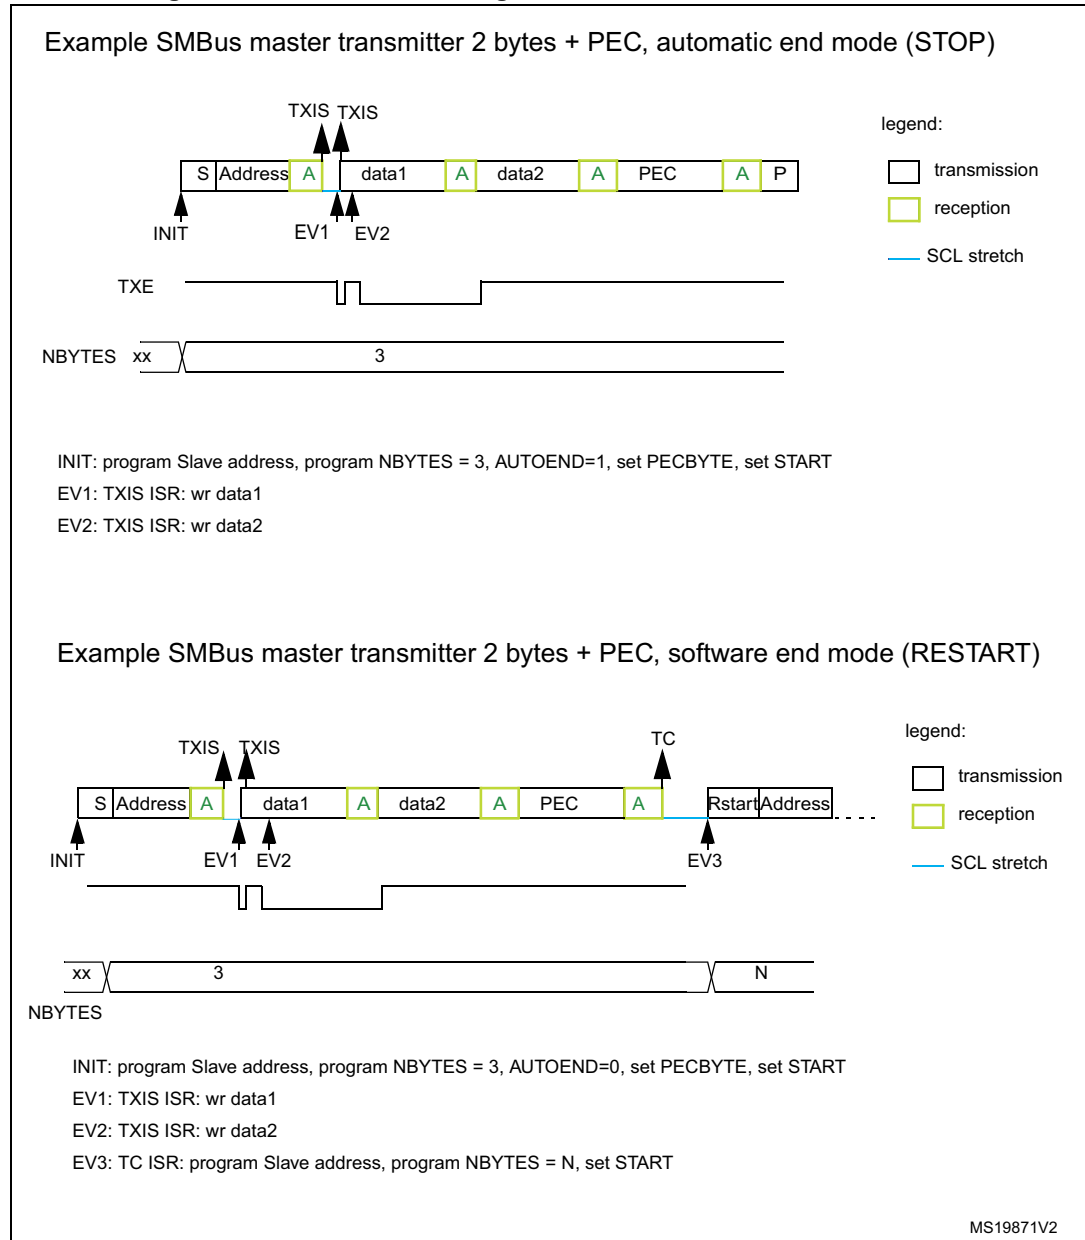 Example SMBus master transmitter 2 bytes + PEC, automatic end mode (STOP)
TXIS TXIS
legend:
S Address A data1 A data2 A PEC A P
transmission
reception
INIT EV1 EV2
SCL stretch
TXE
NBYTES xx 3
INIT: program Slave address, program NBYTES = 3, AUTOEND=1, set PECBYTE, set START
EV1: TXIS ISR: wr data1
EV2: TXIS ISR: wr data2
Example SMBus master transmitter 2 bytes + PEC, software end mode (RESTART)
TXIS TXIS TC
legend:
transmission
S Address A data1 A data2 A PEC A Rstart Address
reception
INIT EV1 EV2 EV3
SCL stretch
xx 3 N
NBYTES
INIT: program Slave address, program NBYTES = 3, AUTOEND=0, set PECBYTE, set START
EV1: TXIS ISR: wr data1
EV2: TXIS ISR: wr data2
EV3: TC ISR: program Slave address, program NBYTES = N, set START
MS19871V2